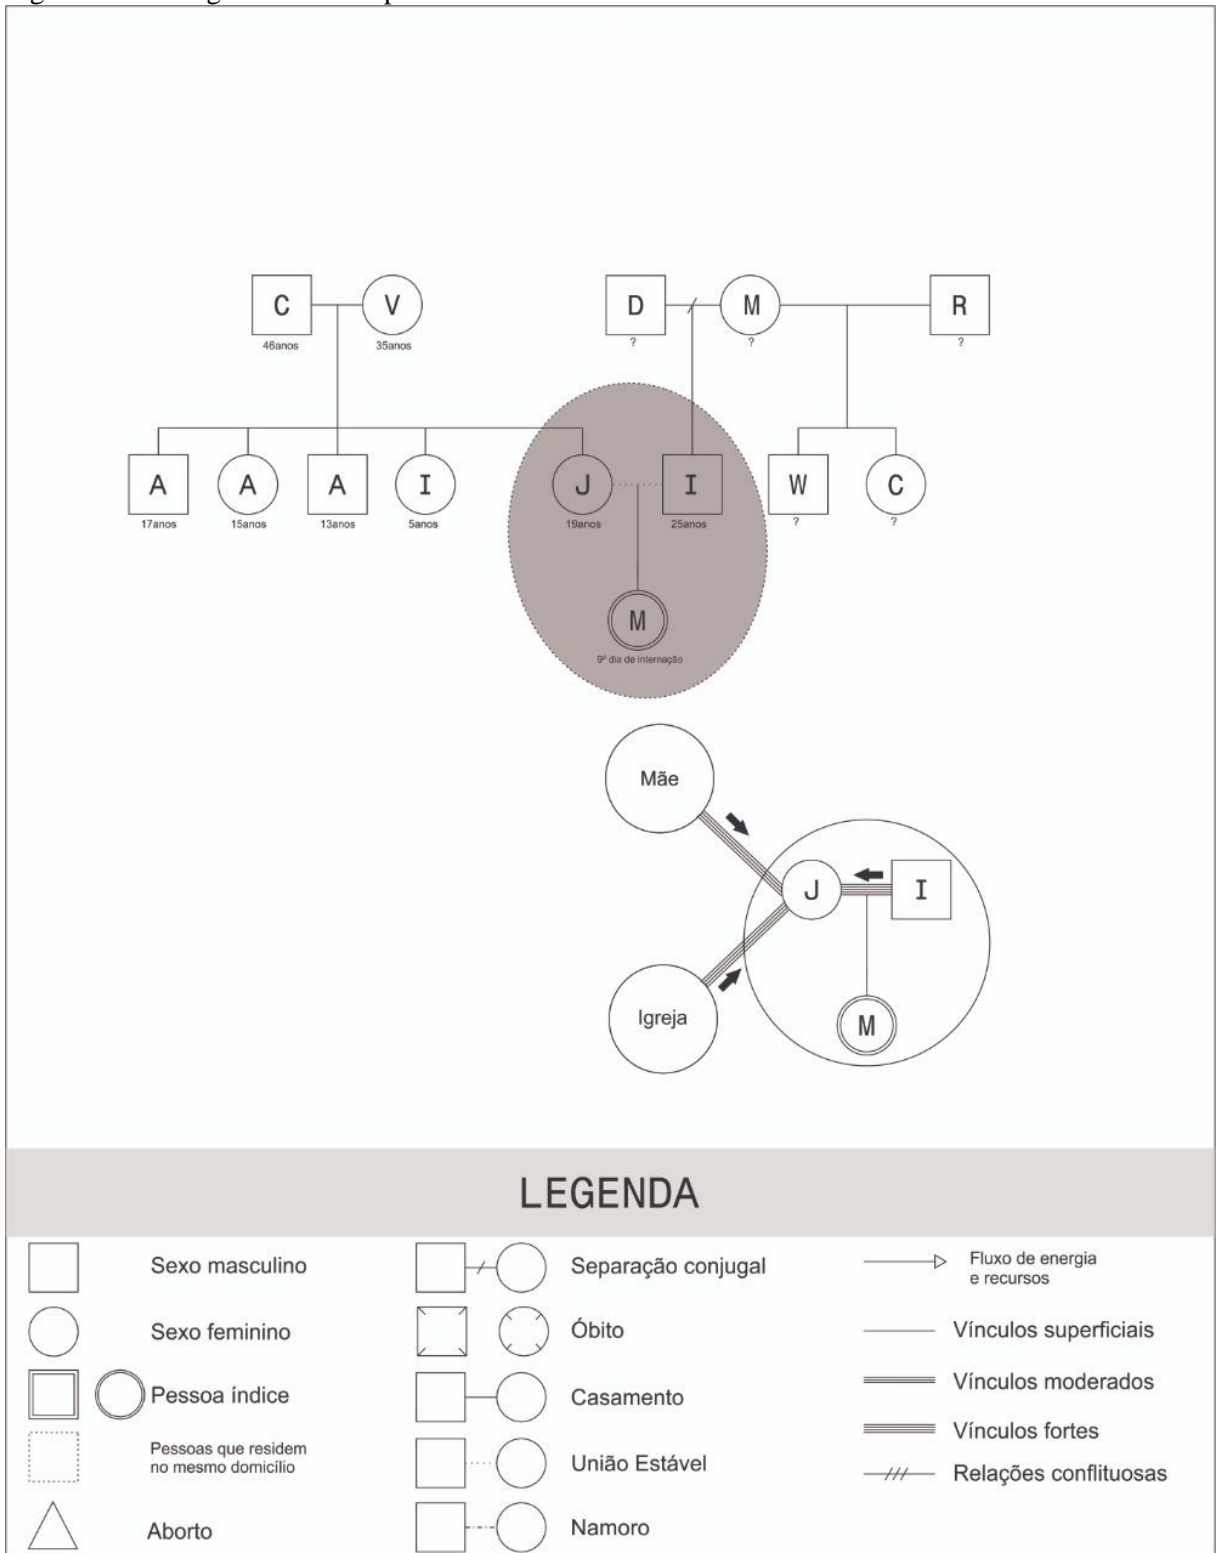 C
V
D
M
R
46anos
35anos
?
?
?
A
A
A
I
J
I
W
C
17anos
15anos
13anos
5anos
19anos
25anos
?
?
M
9º dia de internação
Mãe
J
I
Igreja
M
LEGENDA
Sexo masculino
Sexo feminino
Pessoa índice
Pessoas que residem
no mesmo domicílio
Aborto
Separação conjugal
Óbito
Casamento
União Estável
Namoro
Fluxo de energia
e recursos
Vínculos superficiais
Vínculos moderados
Vínculos fortes
Relações conflituosas